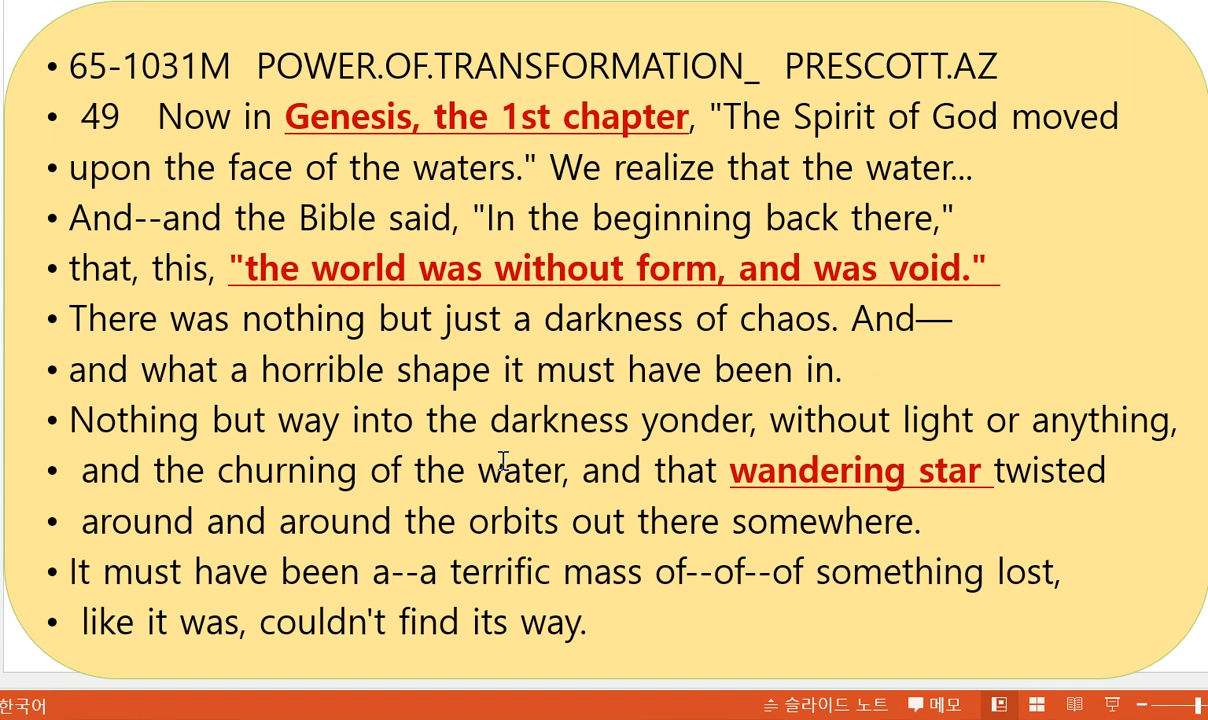 • 65-1031M POWER.OF.TRANSFORMATION_ PRESCOTT.AZ
• 49 Now in Genesis, the 1st chapter, "The Spirit of God moved
• upon the face of the waters." We realize that the water...
• And--and the Bible said, "In the beginning back there,"
• that, this, "the world was without form, and was void."
• There was nothing but just a darkness of chaos. And—
• and what a horrible shape it must have been in.
• Nothing but way into the darkness yonder, without light or anything,
• and the churning of the water, and that wandering star twisted
• around and around the orbits out there somewhere.
• It must have been a--a terrific mass of--of--of something lost,
• like it was, couldn't find its way.
한국어 슬라이드 노트 메모